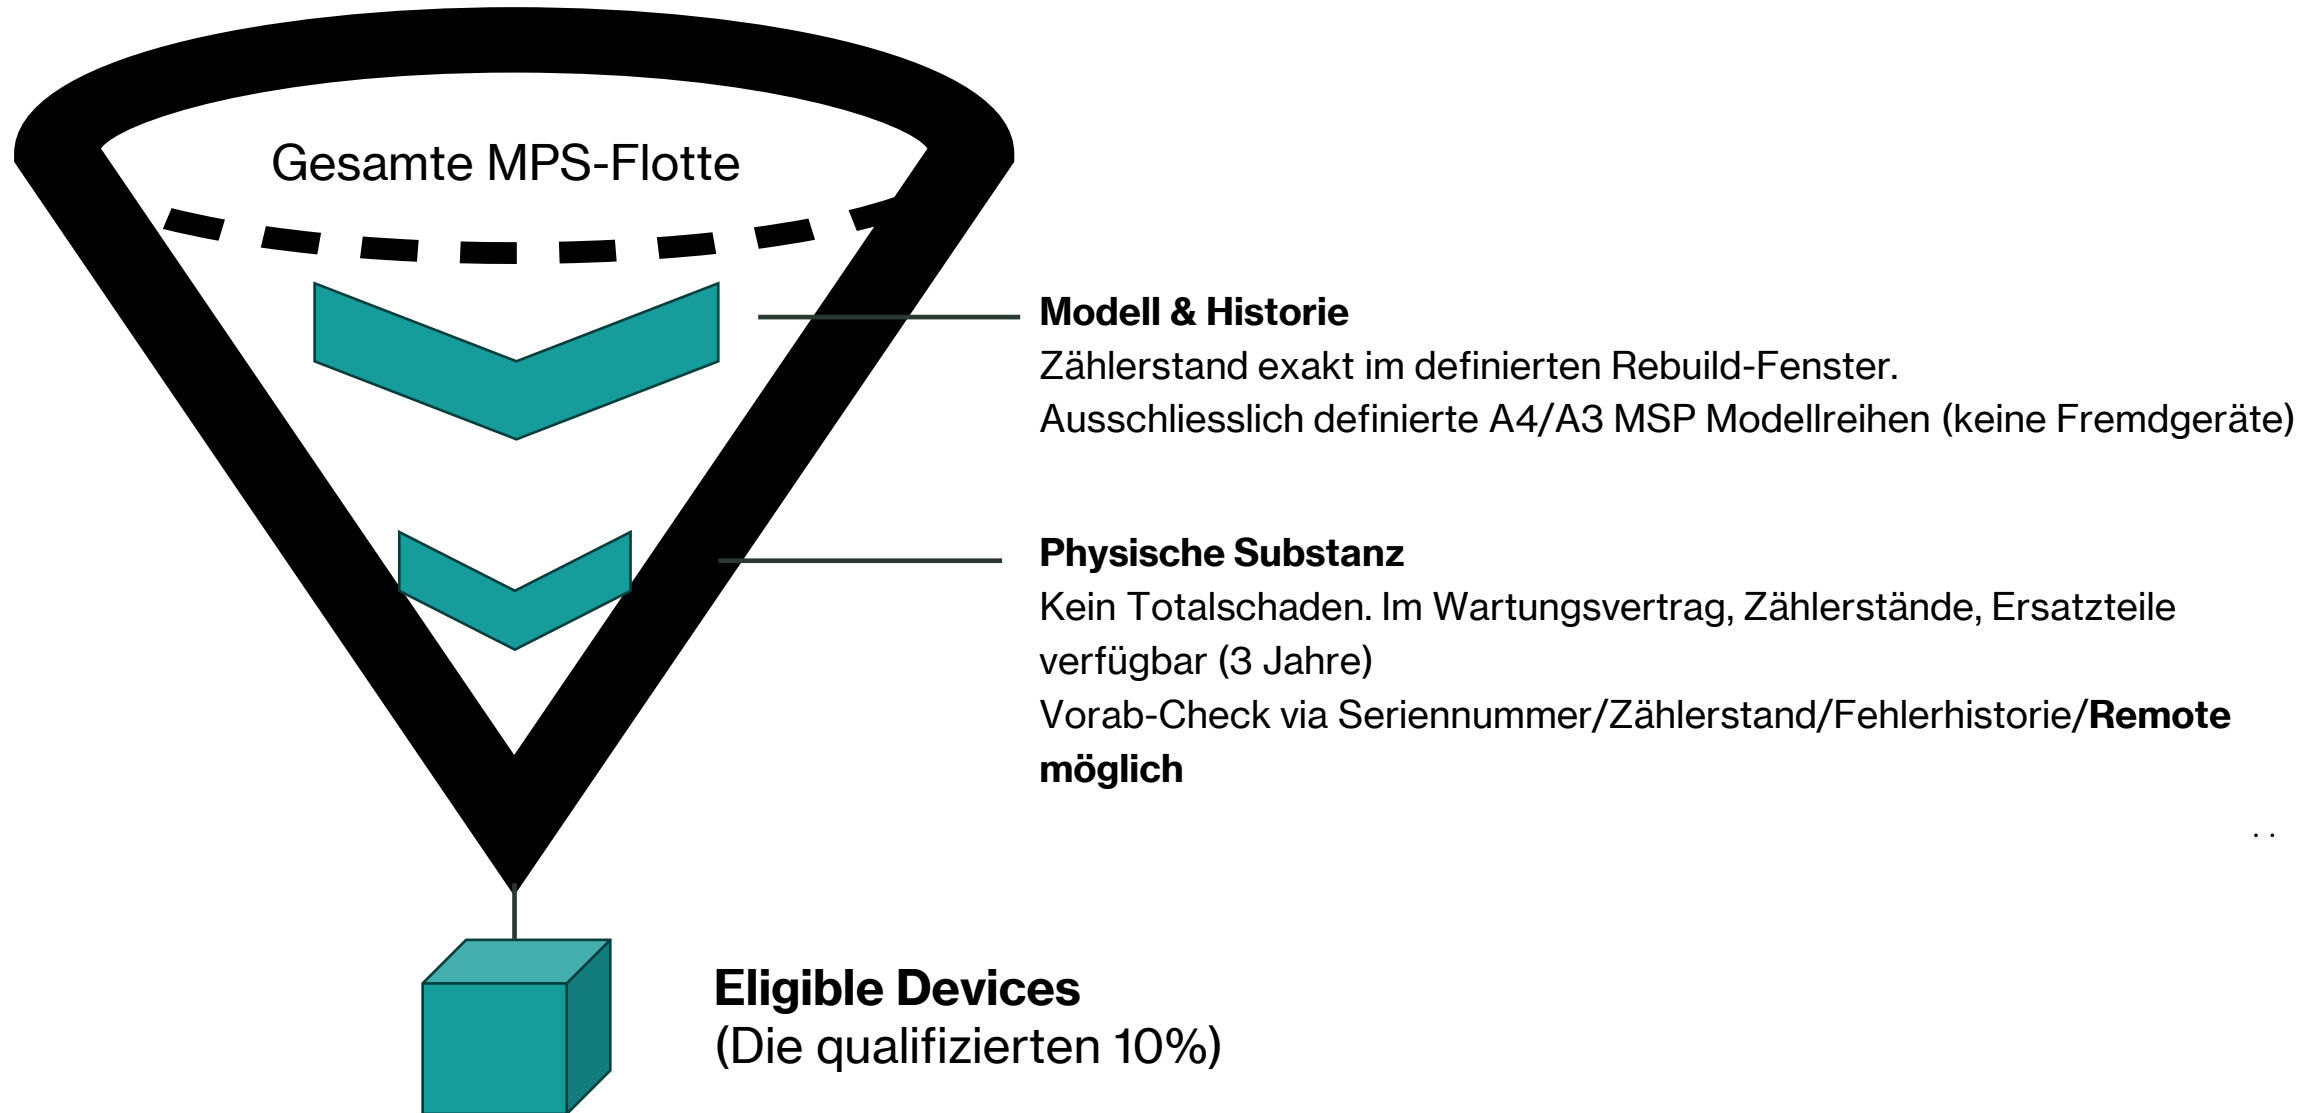 Gesamte MPS-Flotte
Modell & Historie
Zählerstand exakt im definierten Rebuild-Fenster.
Ausschliesslich definierte A4/A3 MSP Modellreihen (keine Fremdgeräte)
Physische Substanz
Kein Totalschaden. Im Wartungsvertrag, Zählerstände, Ersatzteile
verfügbar (3 Jahre)
Vorab-Check via Seriennummer/Zählerstand/Fehlerhistorie/Remote
möglich
. .
Eligible Devices
(Die qualifizierten 10%)